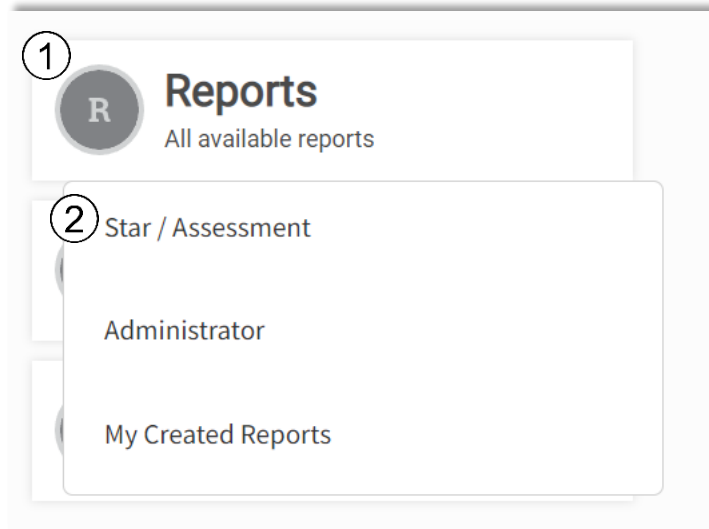 1
R
Reports
All available reports
2
Star / Assessment
Administrator
My Created Reports